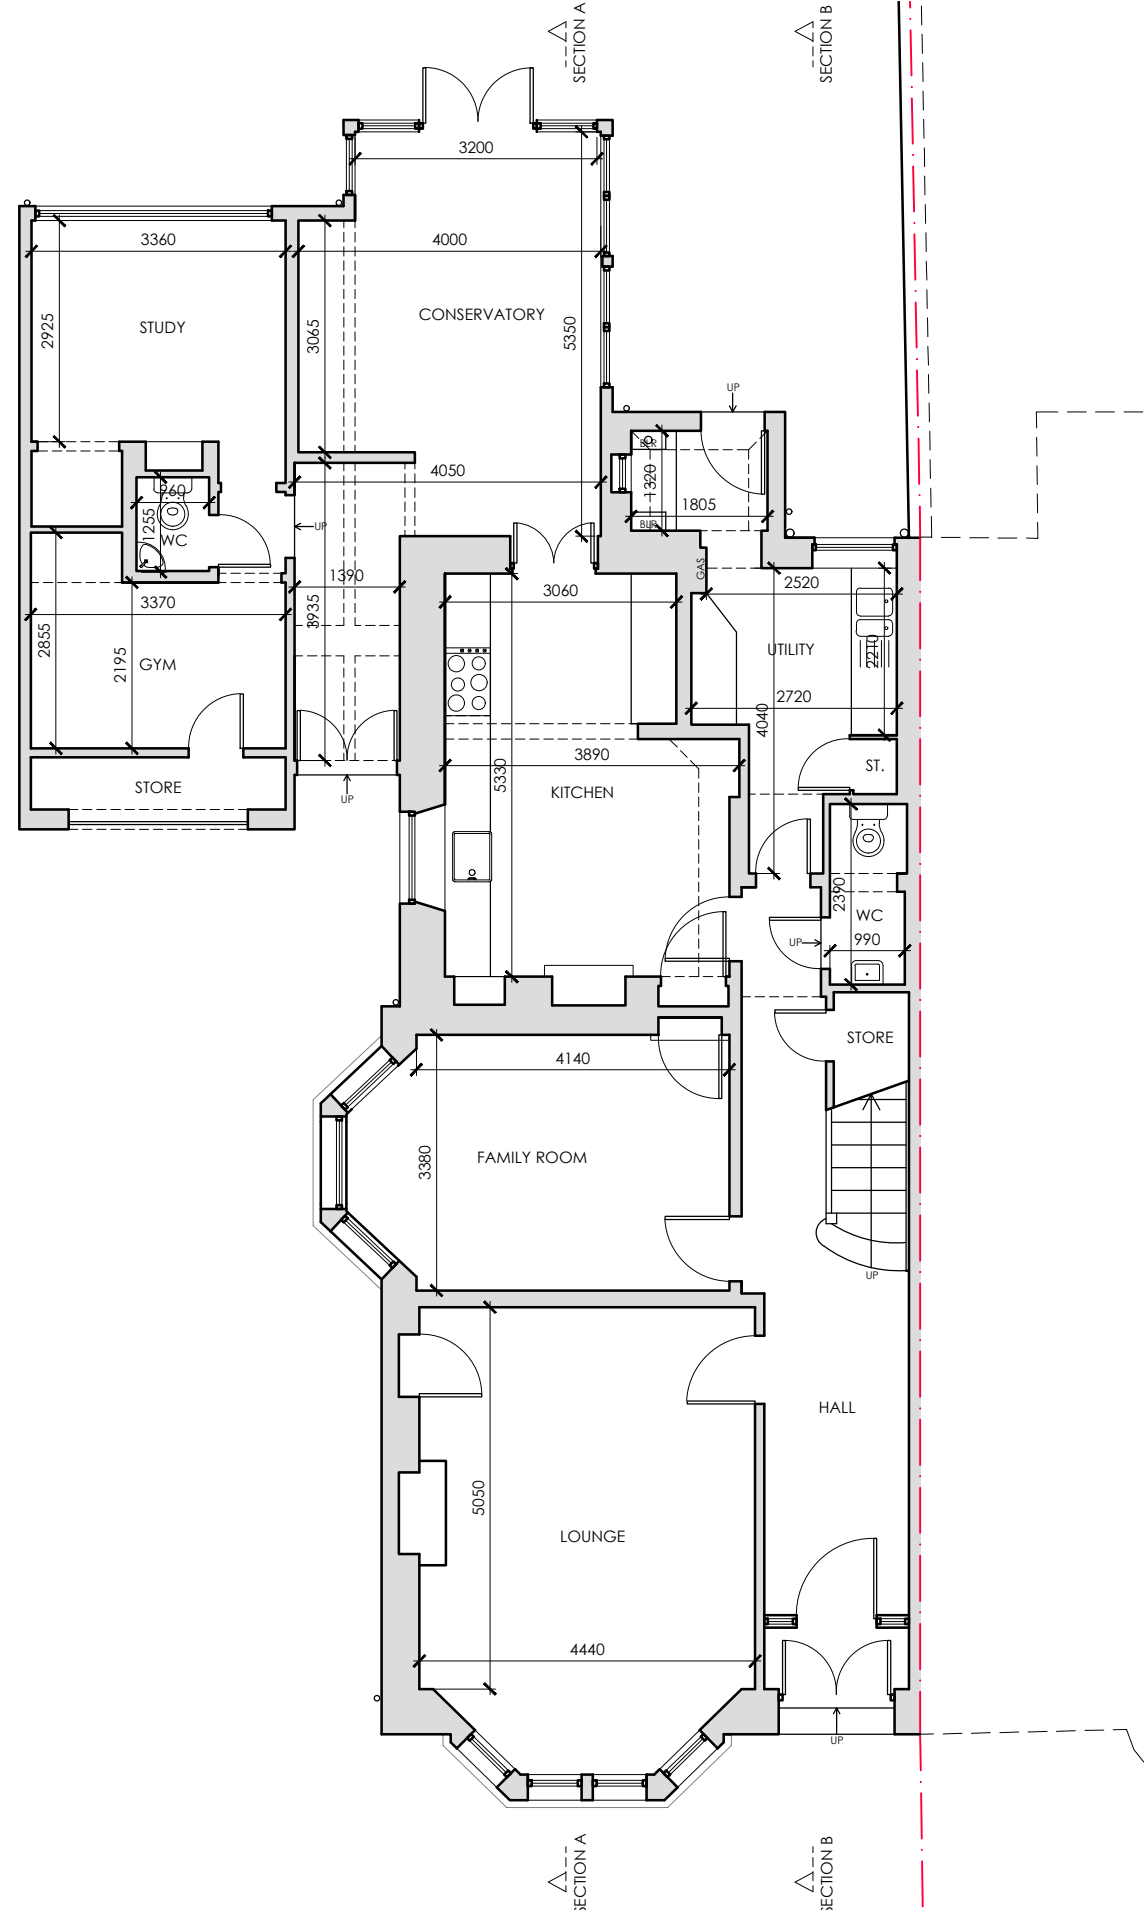 SECTION A
SECTION B
3200
3360
4000
CONSERVATORY
STUDY
2925
3065
5350
UP
BLR
4050
1320
960
1805
1255
UP
BLR
WC
GAS
1390
2520
3060
3370
3935
2855
2195
UTILITY
2210
GYM
2720
4040
3890
ST.
5330
STORE
KITCHEN
UP
2390
WC
UP
990
STORE
4140
FAMILY ROOM
3380
UP
HALL
5050
LOUNGE
4440
UP
SECTION A
SECTION B